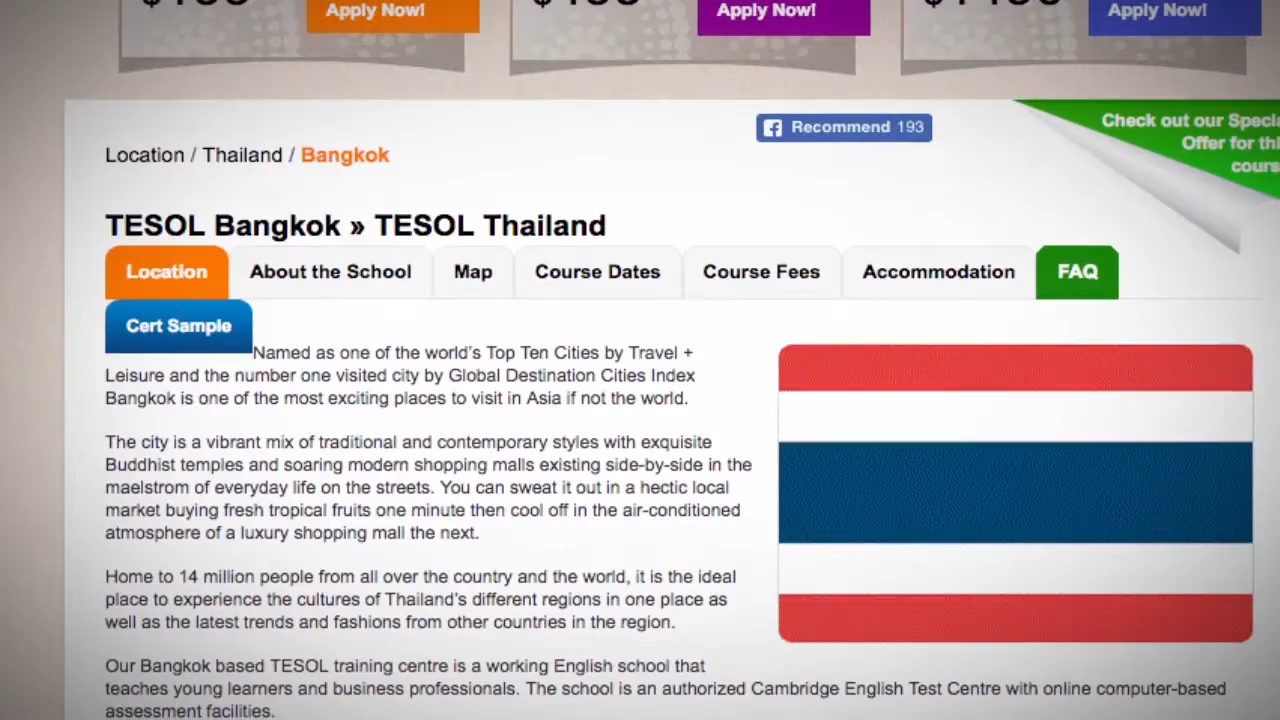 Apply Now!
Apply Now!
Apply Now!
Recommend 193
Check out our
Offer for
Location / Thailand / Bangkok
TESOL Bangkok » TESOL Thailand
Location
About the School
Map
Course Dates
Course Fees
Accommodation
FAQ
Cert Sample
Named as one of the world's Top Ten Cities by Travel +
Leisure and the number one visited city by Global Destination Cities Index
Bangkok is one of the most exciting places to visit in Asia if not the world.
The city is a vibrant mix of traditional and contemporary styles with exquisite
Buddhist temples and soaring modern shopping malls existing side-by-side in the
maelstrom of everyday life on the streets. You can sweat it out in a hectic local
market buying fresh tropical fruits one minute then cool off in the air-conditioned
atmosphere of a luxury shopping mall the next.
Home to 14 million people from all over the country and the world, it is the ideal
place to experience the cultures of Thailand's different regions in one place as
well as the latest trends and fashions from other countries in the region.
Our Bangkok based TESOL training centre is a working English school that
teaches young learners and business professionals. The school is an authorized Cambridge English Test Centre with online computer-based
assessment facilities.